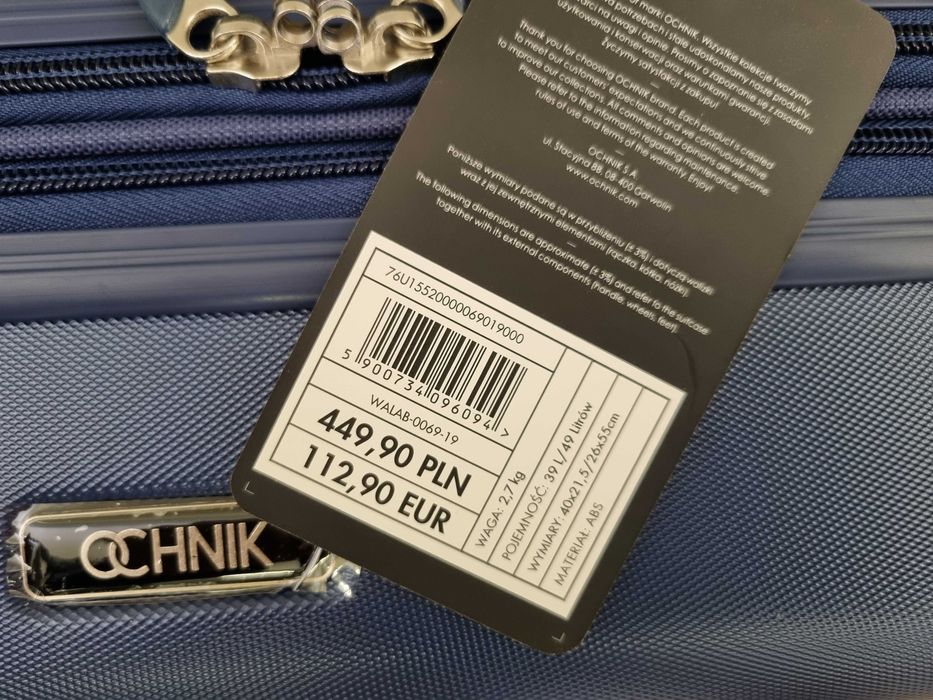 marki OCHNIK. Wszystkie kolekcje tworzymy
potrzebach i stale udoskonalamy nasze produkty.
na uwagi i opinie. Prosimy o zapoznanie się z zasadami
użytkowania i konserwacji oraz warunkami gwarancji.
Życzymy satysfakcji z zakupu!
Thank you for choosing OCHNIK brand. Each product is created
to meet our customers' expectations and we continuously strive
to improve our collections. All comments and opinions are welcome.
Please refer to the information regarding maintenance,
rules of use and terms of the warranty. Enjoy!
OCHNIK S.A.
ul. Stacyjna 8B, 08-400 Garwolin
www.ochnik.com
Poniższe wymiary podane są w przybliżeniu (± 3%) i dotyczą walizki
wraz z jej zewnętrznymi elementami (rączka, kółka, nóżki).
The following dimensions are approximate (± 3%) and refer to the suitcase
together with its external components (handle, wheels, feet).
76U1552000069019000
5 900734 096094 >
WALAB-0069-19
449,90 PLN
112,90 EUR
WAGA: 2,7 kg
POJEMNOŚĆ: 39 L/49 Litrów
WYMIARY: 40x21,5/26x55cm
MATERIAŁ: ABS
OCHNIK